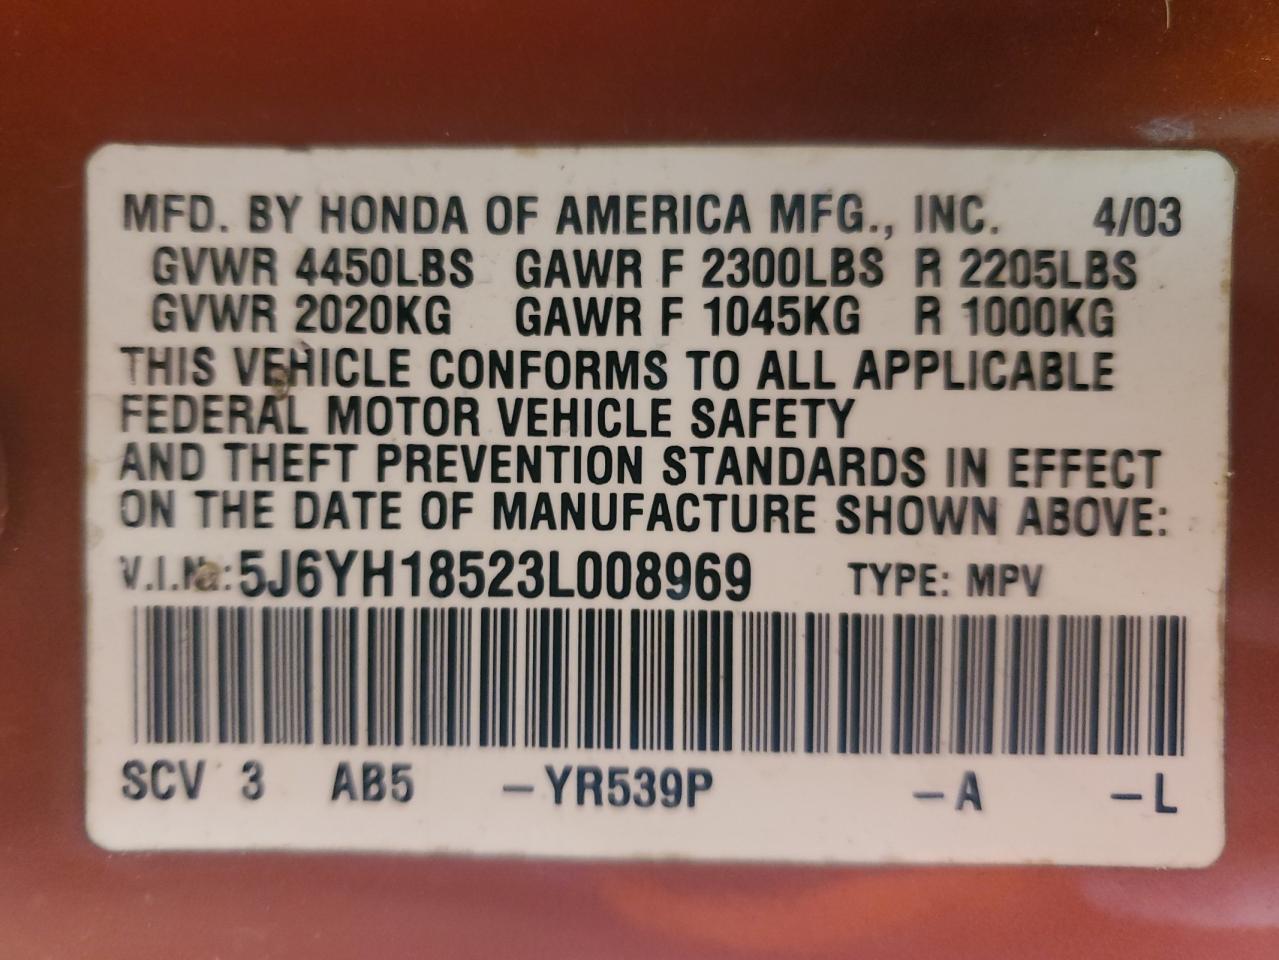 MFD. BY HONDA OF AMERICA MFG., INC. 4/03
GVWR 4450LBS GAWR F 2300LBS R 2205LBS
GVWR 2020KG GAWR F 1045KG R 1000KG
THIS VEHICLE CONFORMS TO ALL APPLICABLE
FEDERAL MOTOR VEHICLE SAFETY
AND THEFT PREVENTION STANDARDS IN EFFECT
ON THE DATE OF MANUFACTURE SHOWN ABOVE:
V.I.No.: 5J6YH18523L008969 TYPE: MPV
SCV 3 AB5 -YR539P -A -L